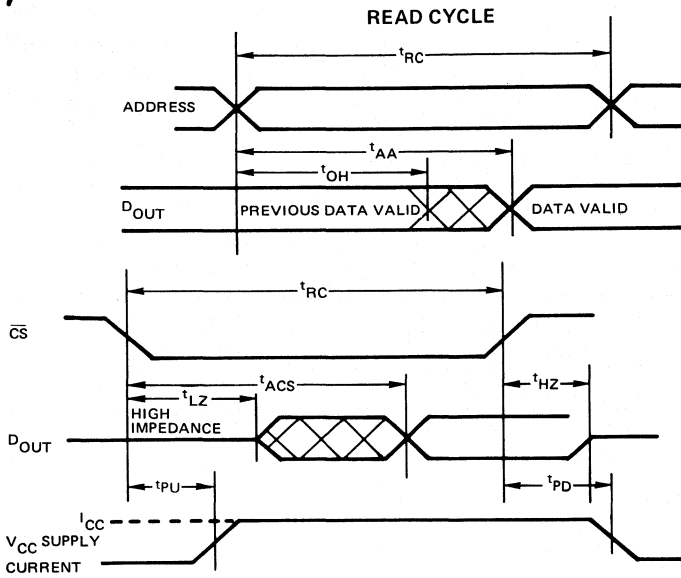 READ CYCLE
tRC
ADDRESS
tAA
tOH
DOUT
PREVIOUS DATA VALID
DATA VALID
tRC
CS
tACS
tHZ
tLZ
HIGH
IMPEDANCE
DOUT
tPU
tPD
ICC
VCC SUPPLY
CURRENT